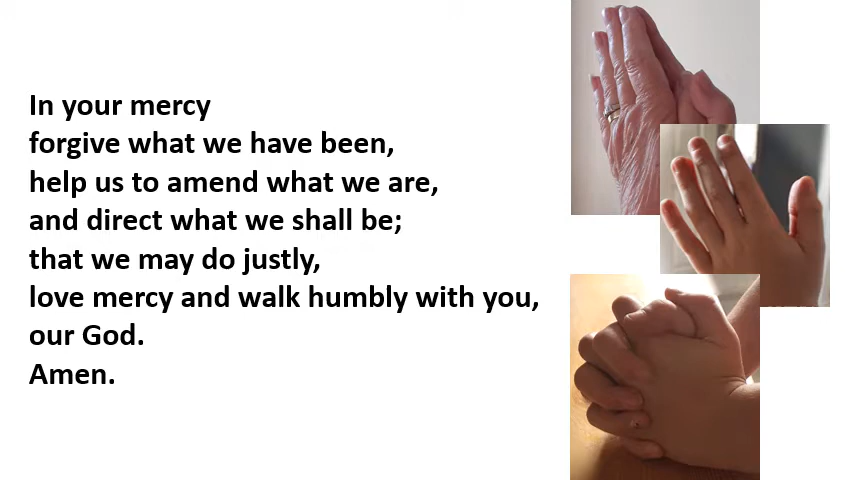 In your mercy
forgive what we have been,
help us to amend what we are,
and direct what we shall be;
that we may do justly,
love mercy and walk humbly with you,
our God.
Amen.